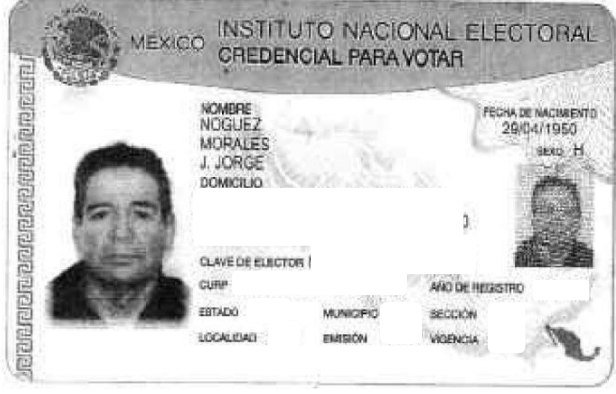 MÉXICO
INSTITUTO NACIONAL ELECTORAL
CREDENCIAL PARA VOTAR
NOMBRE
NOGUEZ
MORALES
J. JORGE
DOMICILIO
FECHA DE NACIMIENTO
29/04/1950
SEXO H
CLAVE DE ELECTOR
CURP
AÑO DE REGISTRO
ESTADO
MUNICIPIO
SECCIÓN
LOCALIDAD
EMISIÓN
VIGENCIA